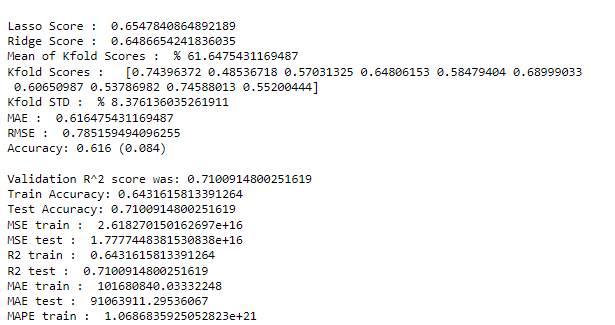 Lasso Score :  0.6547840864892189
Ridge Score :  0.6486654241836035
Mean of Kfold Scores :  % 61.6475431169487
Kfold Scores :   [0.74396372 0.48536718 0.57031325 0.64806153 0.58479404 0.68999033
 0.60650987 0.53786982 0.74588013 0.55200444]
Kfold STD :  % 8.376136035261911
MAE :  0.616475431169487
RMSE :  0.785159494096255
Accuracy: 0.616 (0.084)
Validation R^2 score was: 0.7100914800251619
Train Accuracy: 0.6431615813391264
Test Accuracy: 0.7100914800251619
MSE train :  2.618270150162697e+16
MSE test :  1.7777448381530838e+16
R2 train :  0.6431615813391264
R2 test :  0.7100914800251619
MAE train :  101680840.03332248
MAE test :  91063911.29536067
MAPE train :  1.0686835925052823e+21